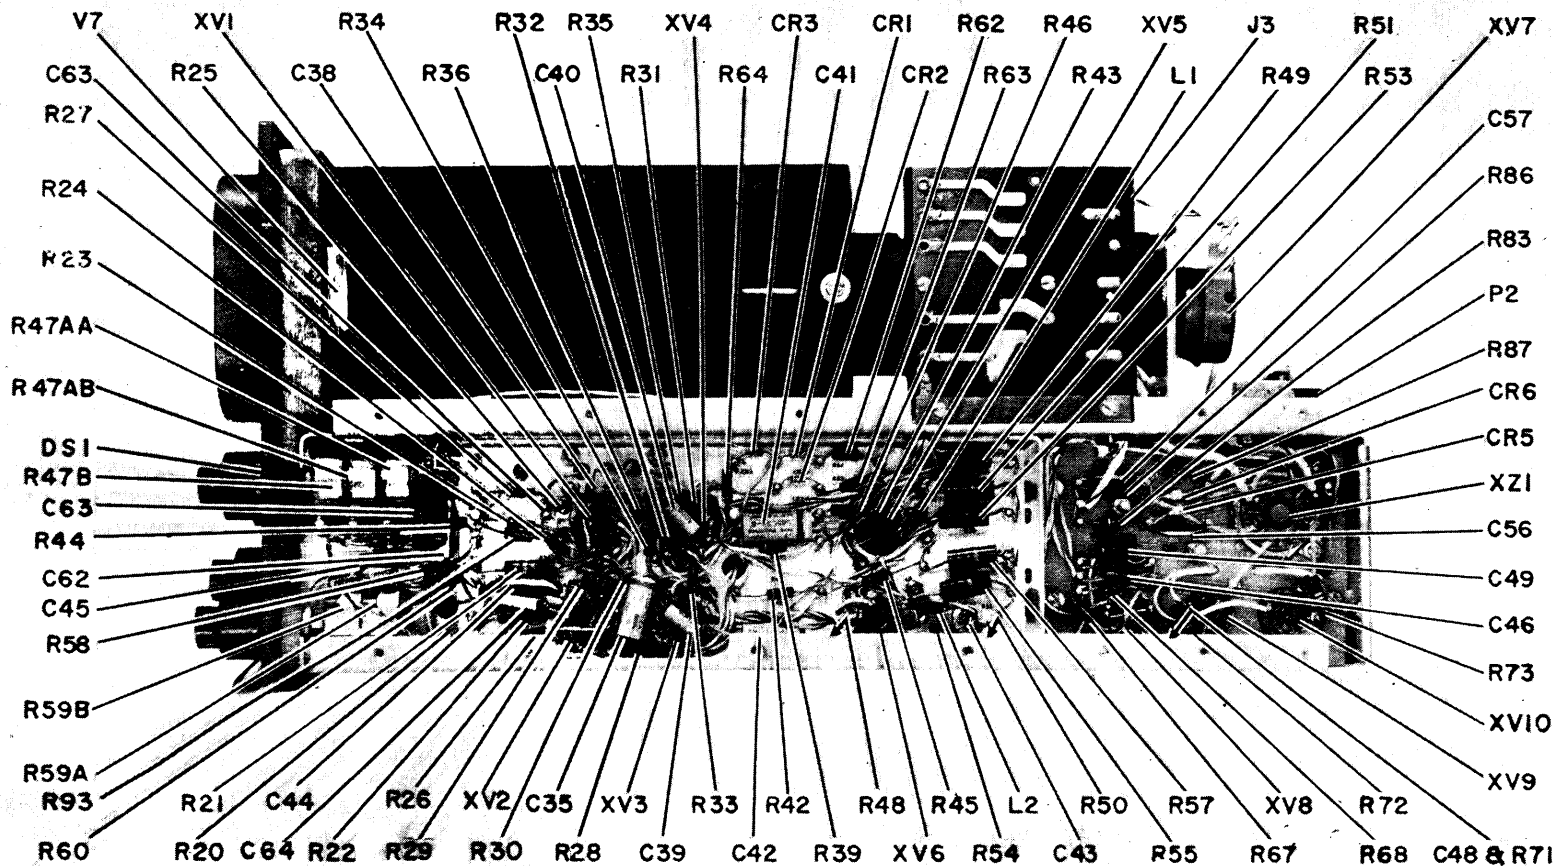 V7 XV1 R34 R32 R35 XV4 CR3 CR1 R62 R46 XV5 J3 R51 XV7
C63 R25 C38 R36 C40 R31 R64 C41 CR2 R63 R43 L1 R49 R53
R27
C57
R24
R86
R23
R83
P2
R47AA
R87
R47AB
CR6
DS1
CR5
R47B
XZ1
C63
C56
R44
C62
C49
C45
C46
R58
R73
R59B
XV10
R59A
XV9
R93 R21 C44 R26 XV2 C35 XV3 R33 R42 R48 R45 L2 R50 R57 XV8 R72
R60 R20 C64 R22 R29 R30 R28 C39 C42 R39 XV6 R54 C43 R55 R67 R68 C48 & R71